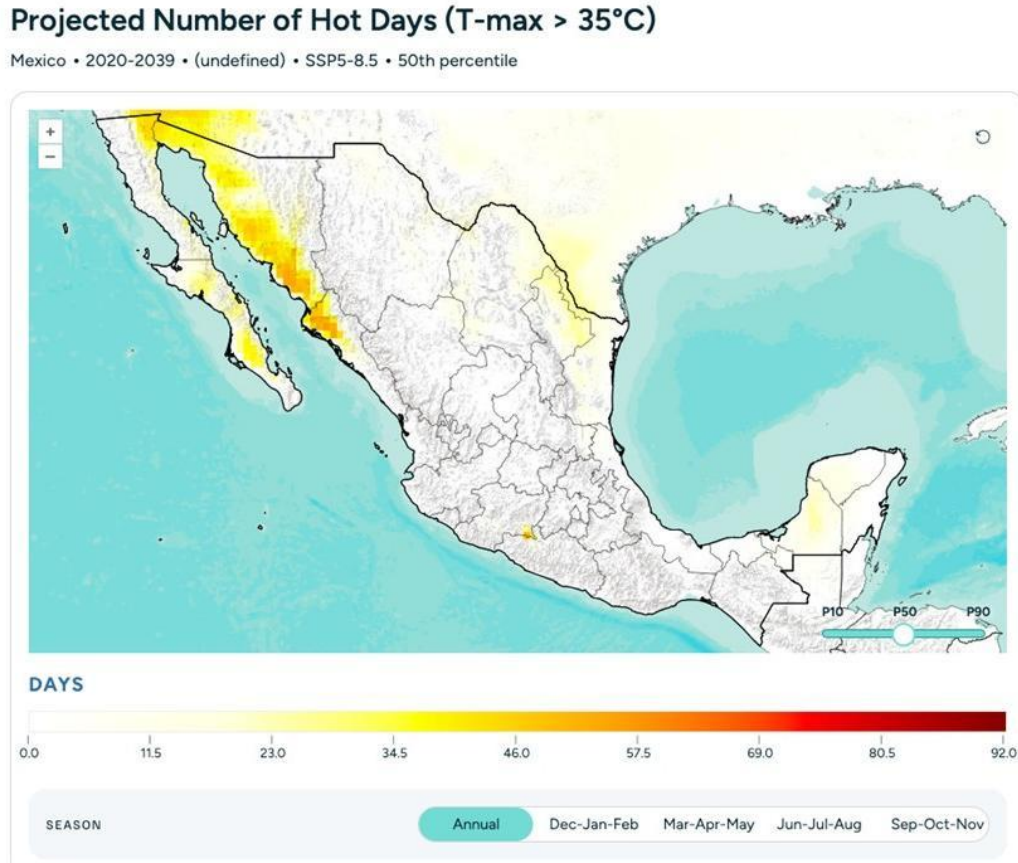 Projected Number of Hot Days (T-max > 35°C)
Mexico • 2020-2039 • (undefined) • SSP5-8.5 • 50th percentile
+
−
P10 P50 P90
DAYS
0.0 11.5 23.0 34.5 46.0 57.5 69.0 80.5 92.0
SEASON Annual Dec-Jan-Feb Mar-Apr-May Jun-Jul-Aug Sep-Oct-Nov